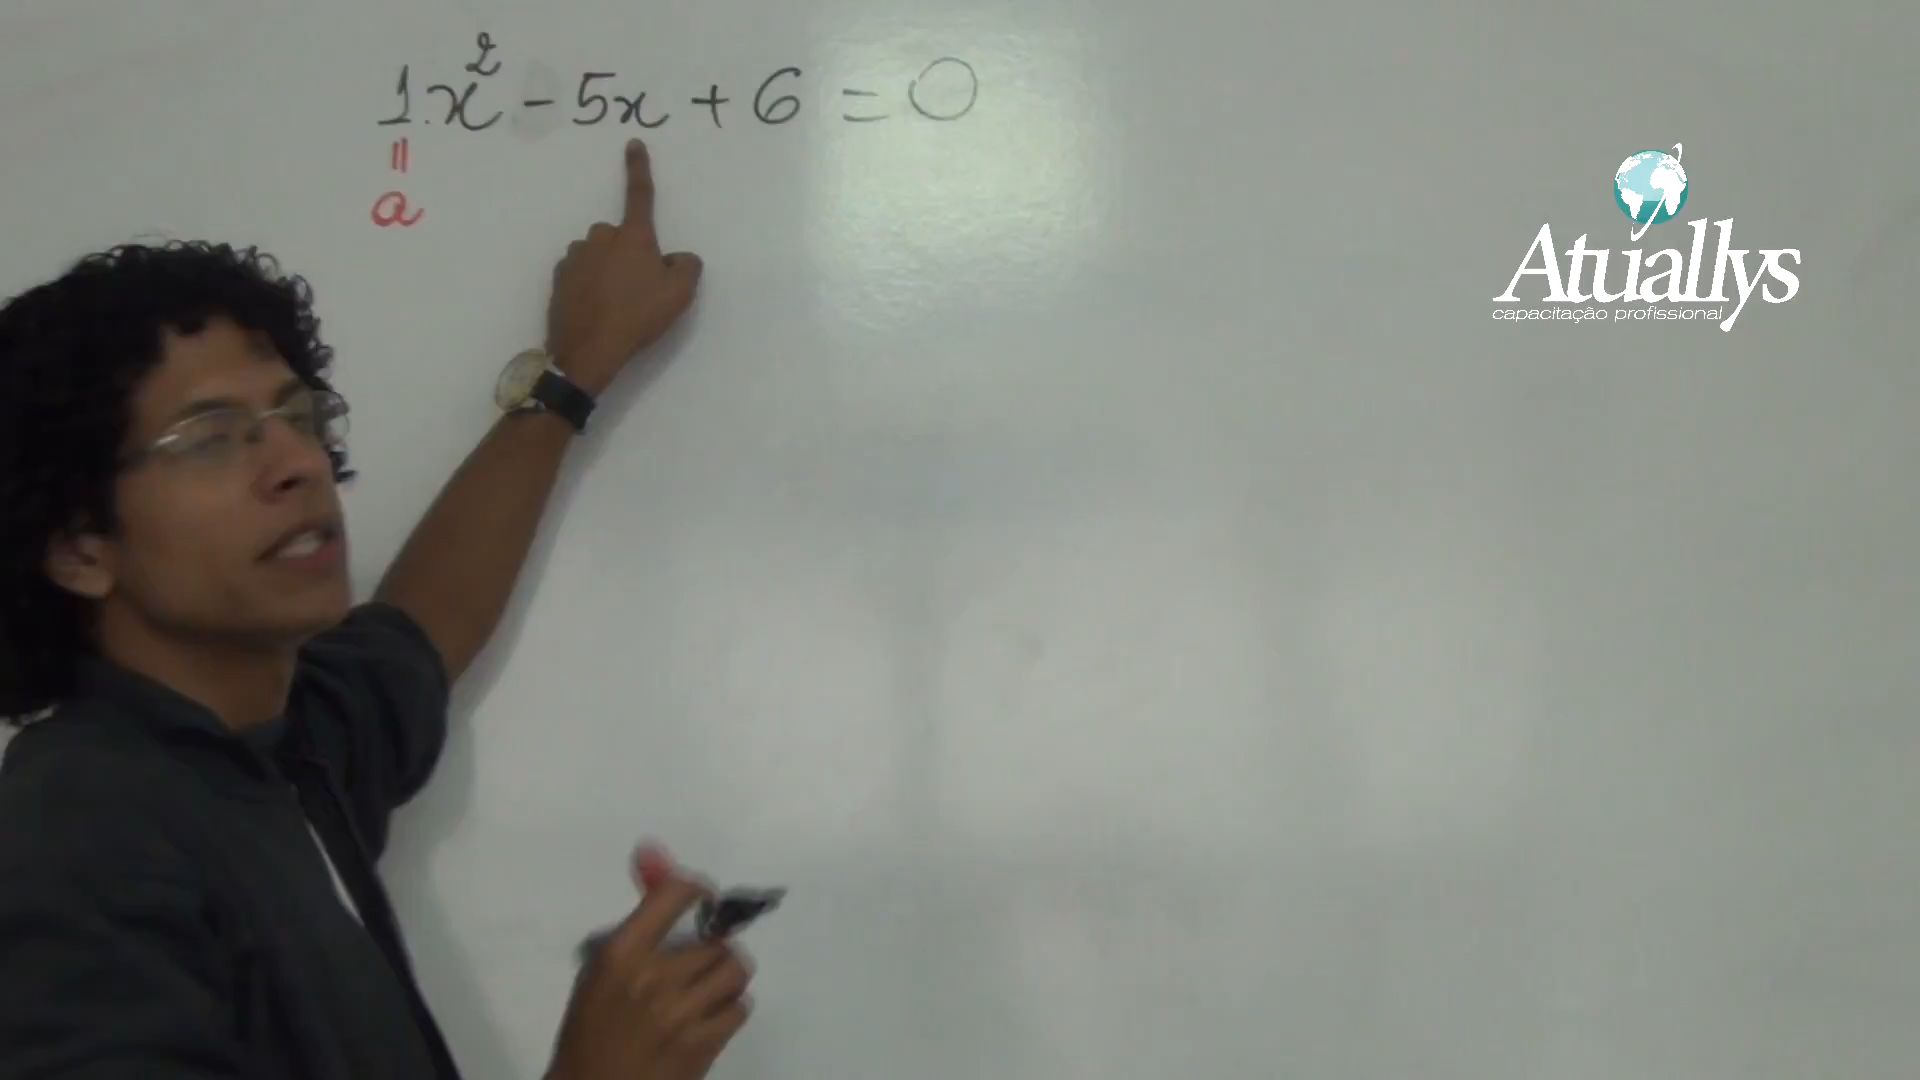 1.x² - 5x + 6 = 0
=
a
Atuallys
capacitação profissional